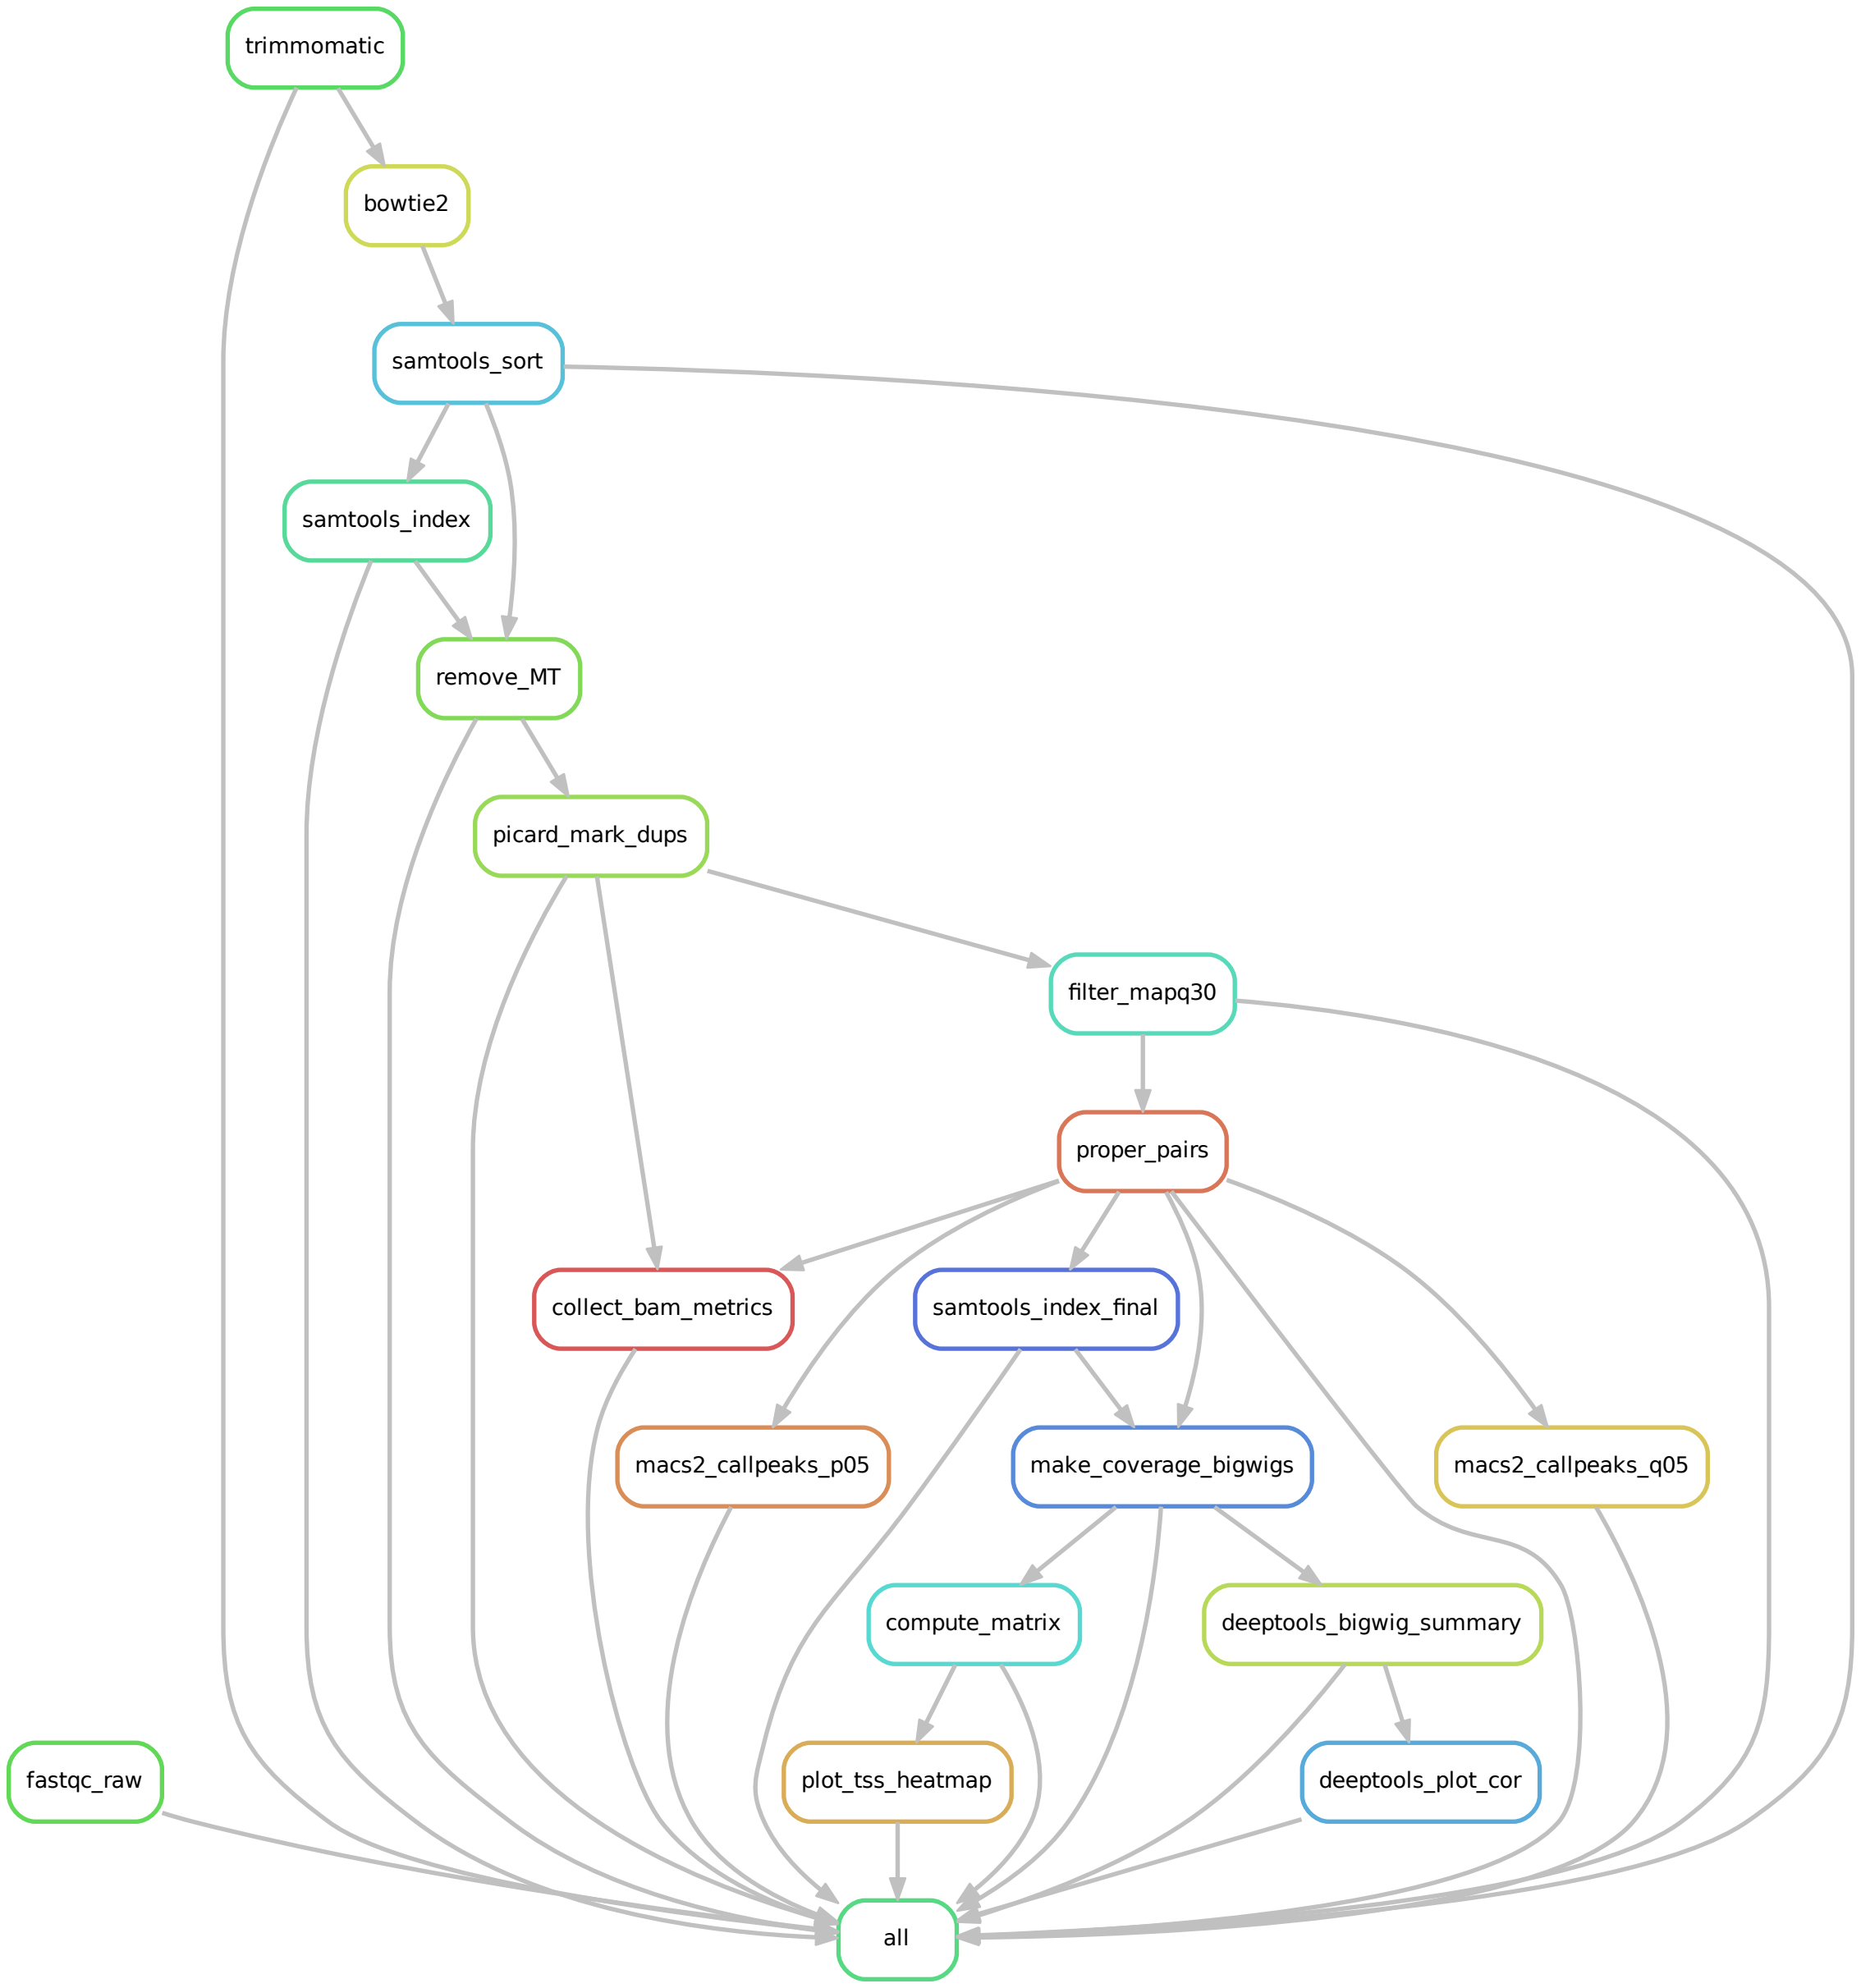 trimmomatic
bowtie2
samtools_sort
samtools_index
remove_MT
picard_mark_dups
filter_mapq30
proper_pairs
collect_bam_metrics
samtools_index_final
macs2_callpeaks_p05
make_coverage_bigwigs
macs2_callpeaks_q05
compute_matrix
deeptools_bigwig_summary
fastqc_raw
plot_tss_heatmap
deeptools_plot_cor
all